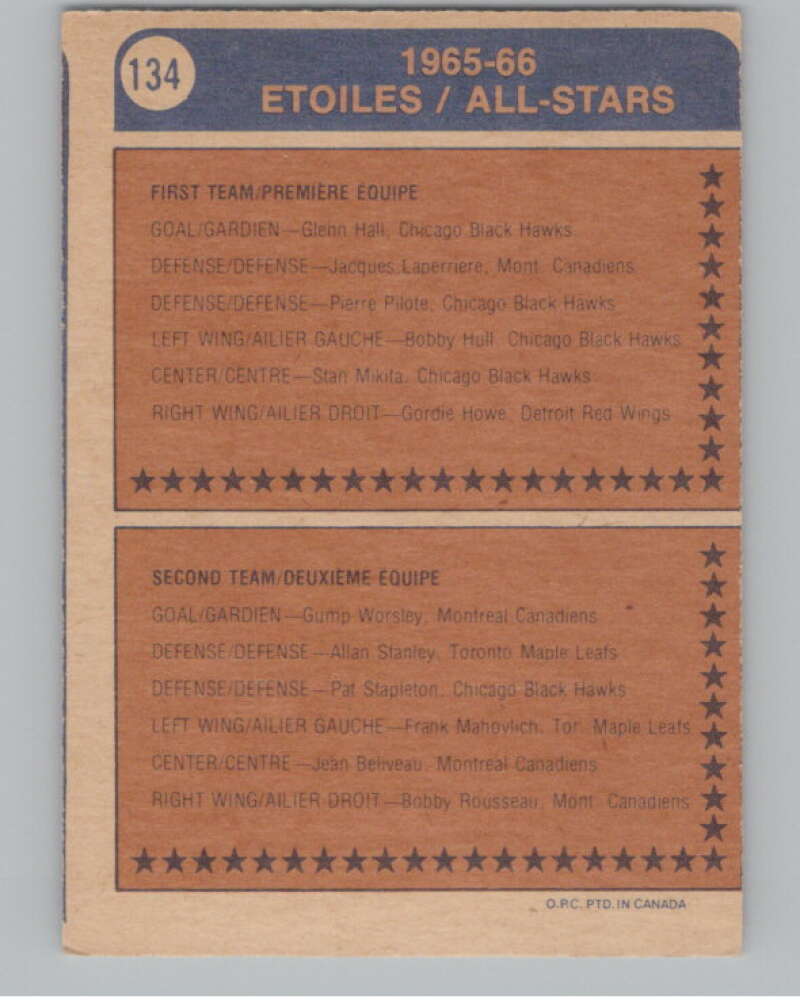 134
1965-66
ETOILES / ALL-STARS
FIRST TEAM/PREMIÈRE ÉQUIPE
GOAL/GARDIEN—Glenn Hall, Chicago Black Hawks
DEFENSE/DEFENSE—Jacques Laperriere, Mont. Canadiens
DEFENSE/DEFENSE—Pierre Pilote, Chicago Black Hawks
LEFT WING/AILIER GAUCHE—Bobby Hull, Chicago Black Hawks
CENTER/CENTRE—Stan Mikita, Chicago Black Hawks
RIGHT WING/AILIER DROIT—Gordie Howe, Detroit Red Wings
SECOND TEAM/DEUXIÈME ÉQUIPE
GOAL/GARDIEN—Gump Worsley, Montreal Canadiens
DEFENSE/DEFENSE—Allan Stanley, Toronto Maple Leafs
DEFENSE/DEFENSE—Pat Stapleton, Chicago Black Hawks
LEFT WING/AILIER GAUCHE—Frank Mahovlich, Tor. Maple Leafs
CENTER/CENTRE—Jean Beliveau, Montreal Canadiens
RIGHT WING/AILIER DROIT—Bobby Rousseau, Mont. Canadiens
O.P.C. PTD. IN CANADA